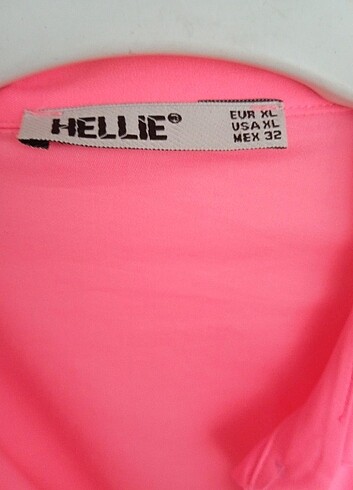 HELLIE®
EUR XL
USA XL
MEX 32